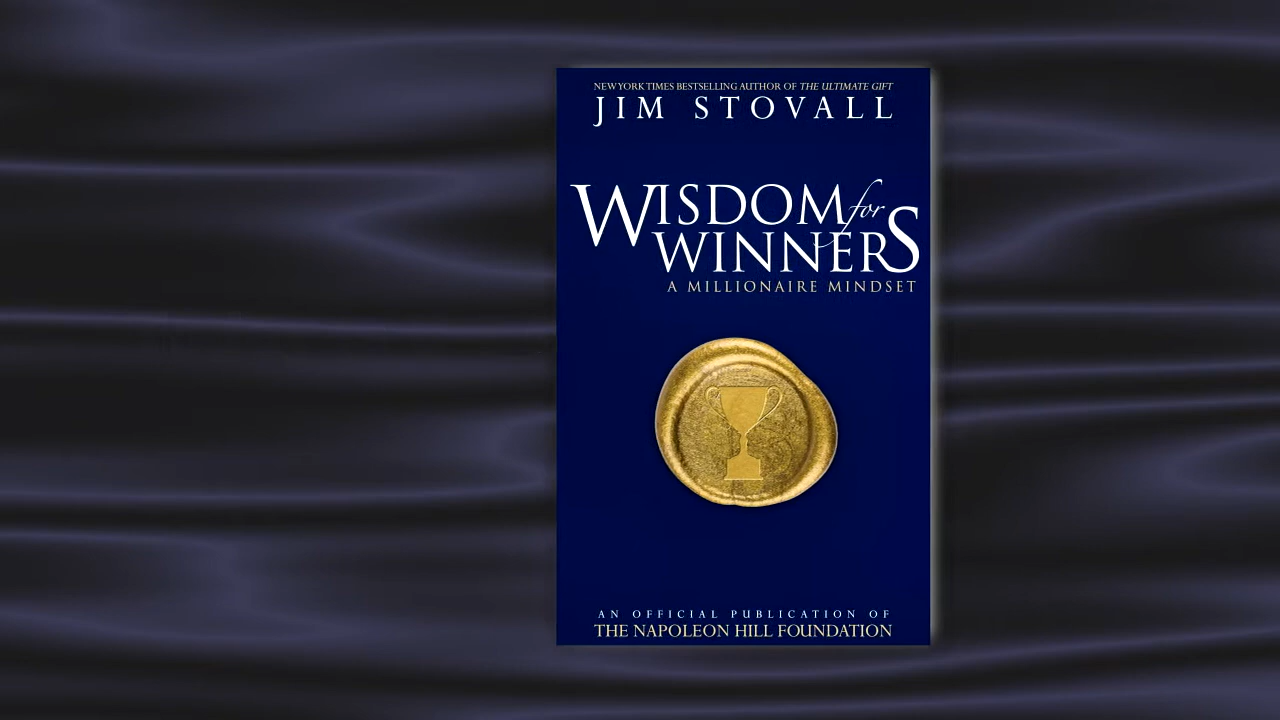 NEW YORK TIMES BESTSELLING AUTHOR OF THE ULTIMATE GIFT
JIM STOVALL
WISDOM for
WINNERS
A MILLIONAIRE MINDSET
AN OFFICIAL PUBLICATION OF
THE NAPOLEON HILL FOUNDATION